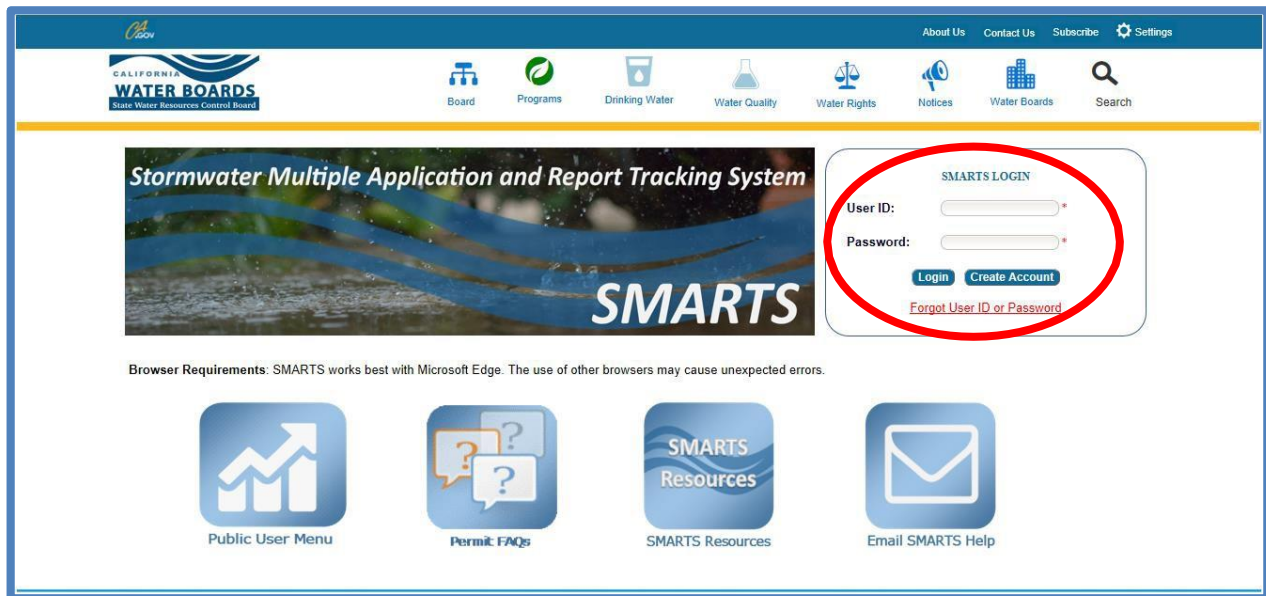 CA.GOV
About Us Contact Us Subscribe Settings
CALIFORNIA
WATER BOARDS
State Water Resources Control Board
Board Programs Drinking Water Water Quality Water Rights Notices Water Boards Search
Stormwater Multiple Application and Report Tracking System
SMARTS
SMARTS LOGIN
User ID: *
Password: *
Login Create Account
Forgot User ID or Password
Browser Requirements: SMARTS works best with Microsoft Edge. The use of other browsers may cause unexpected errors.
? ? ?
SMARTS
Resources
Public User Menu Permit FAQs SMARTS Resources Email SMARTS Help